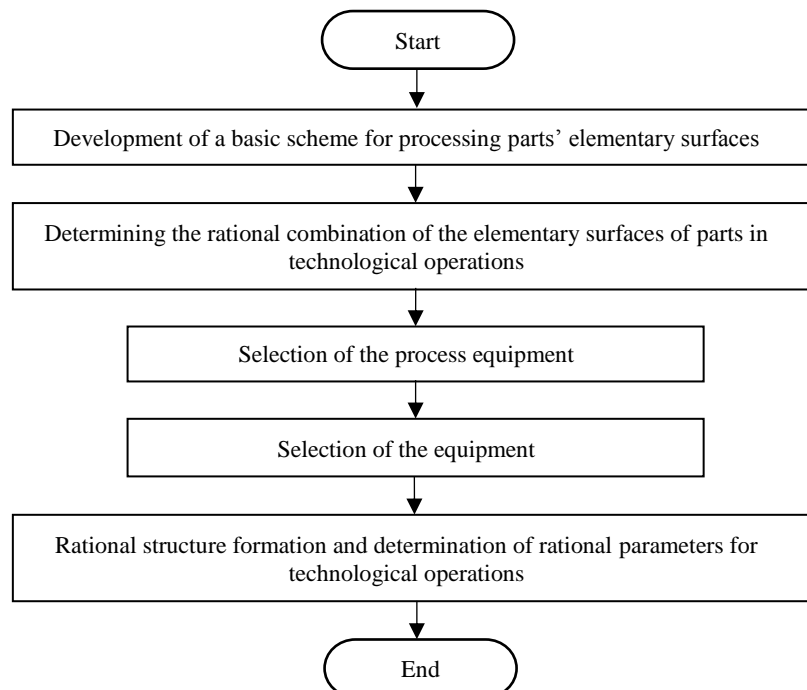 Start
Development of a basic scheme for processing parts’ elementary surfaces
Determining the rational combination of the elementary surfaces of parts in
technological operations
Selection of the process equipment
Selection of the equipment
Rational structure formation and determination of rational parameters for
technological operations
End